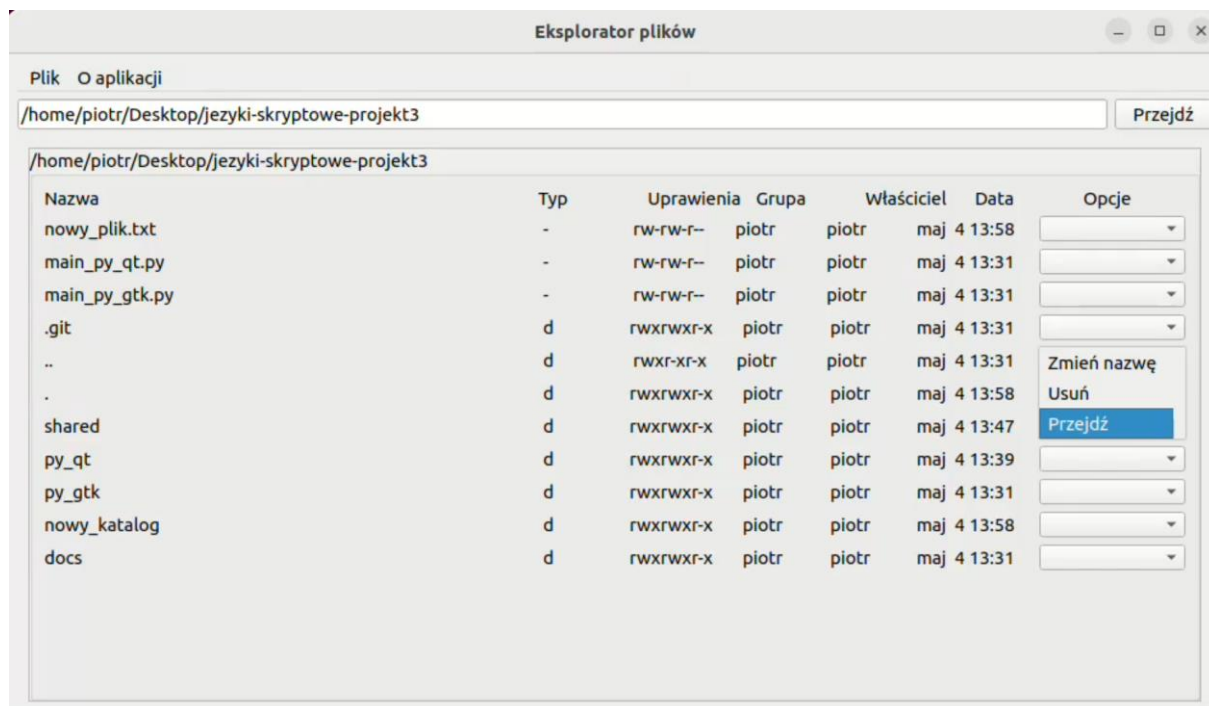 Eksplorator plików
Plik O aplikacji
/home/piotr/Desktop/jezyki-skryptowe-projekt3 Przejdź
/home/piotr/Desktop/jezyki-skryptowe-projekt3
Nazwa Typ Uprawienia Grupa Właściciel Data Opcje
nowy_plik.txt - rw-rw-r-- piotr piotr maj 4 13:58
main_py_qt.py - rw-rw-r-- piotr piotr maj 4 13:31
main_py_gtk.py - rw-rw-r-- piotr piotr maj 4 13:31
.git d rwxrwxr-x piotr piotr maj 4 13:31
.. d rwxr-xr-x piotr piotr maj 4 13:31 Zmień nazwę
. d rwxrwxr-x piotr piotr maj 4 13:58 Usuń
shared d rwxrwxr-x piotr piotr maj 4 13:47 Przejdź
py_qt d rwxrwxr-x piotr piotr maj 4 13:39
py_gtk d rwxrwxr-x piotr piotr maj 4 13:31
nowy_katalog d rwxrwxr-x piotr piotr maj 4 13:58
docs d rwxrwxr-x piotr piotr maj 4 13:31